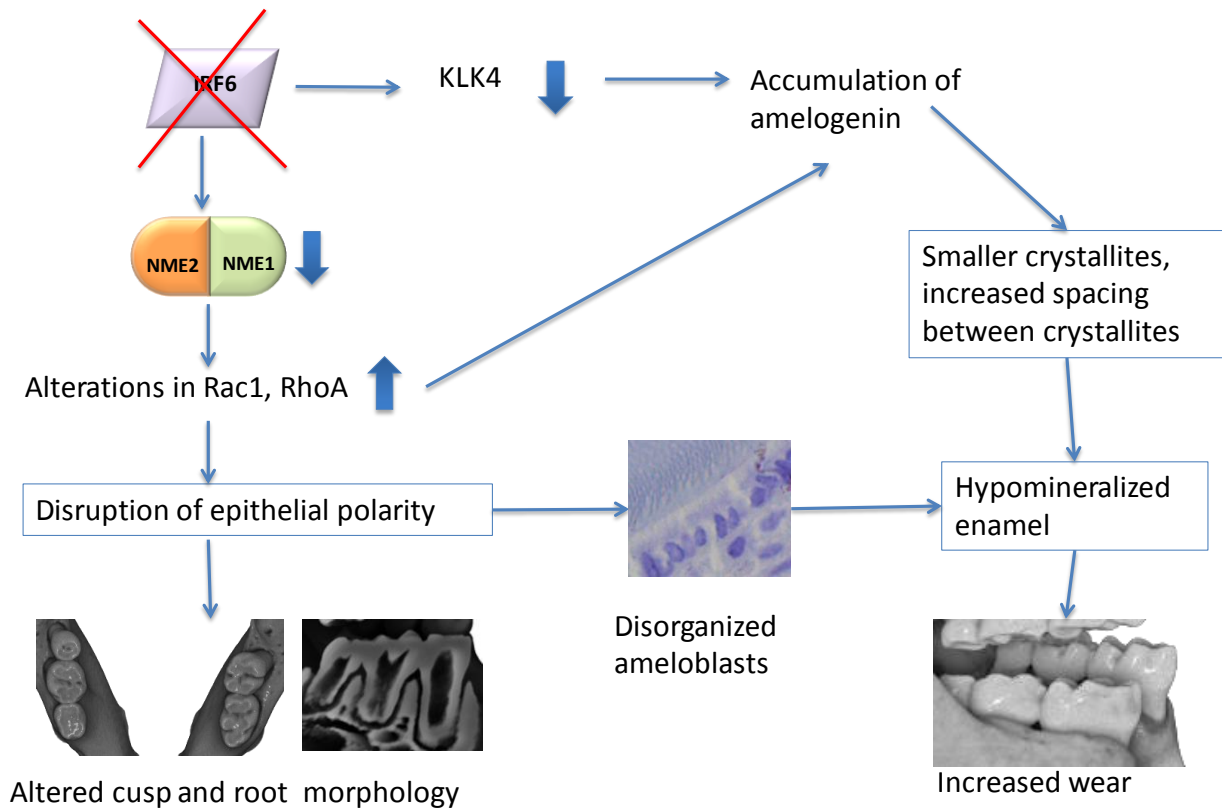 IRF6
KLK4
Accumulation of
amelogenin
NME2
NME1
Smaller crystallites,
increased spacing
between crystallites
Alterations in Rac1, RhoA
Disruption of epithelial polarity
Hypomineralized
enamel
Disorganized
ameloblasts
Altered cusp and root morphology
Increased wear